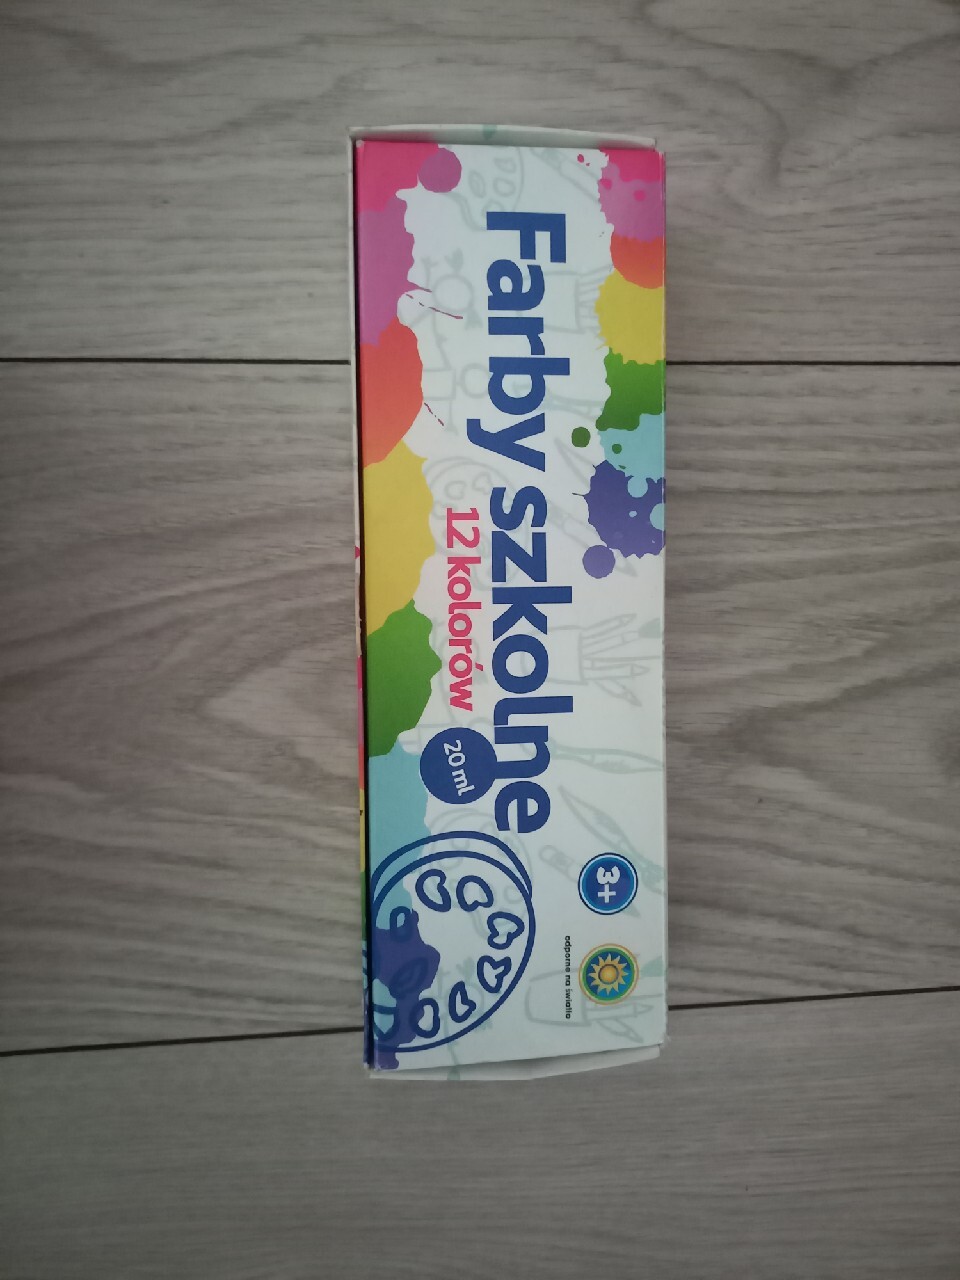 Farby szkolne
12 kolorów
20 ml
3+
odporne na światło